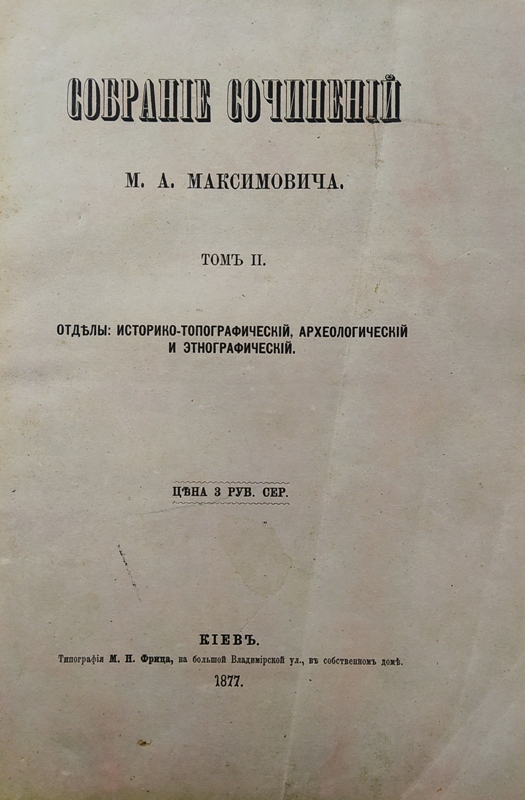 СОБРАНІЕ СОЧИНЕНІЙ
М. А. МАКСИМОВИЧА.
ТОМЪ II.
ОТДѢЛЫ: ИСТОРИКО-ТОПОГРАФИЧЕСКІЙ, АРХЕОЛОГИЧЕСКІЙ
И ЭТНОГРАФИЧЕСКІЙ.
ЦѢНА 3 РУБ. СЕР.
КІЕВЪ.
Типографія М. П. Фрица, на большой Владимірской ул., въ собственномъ домѣ.
1877.